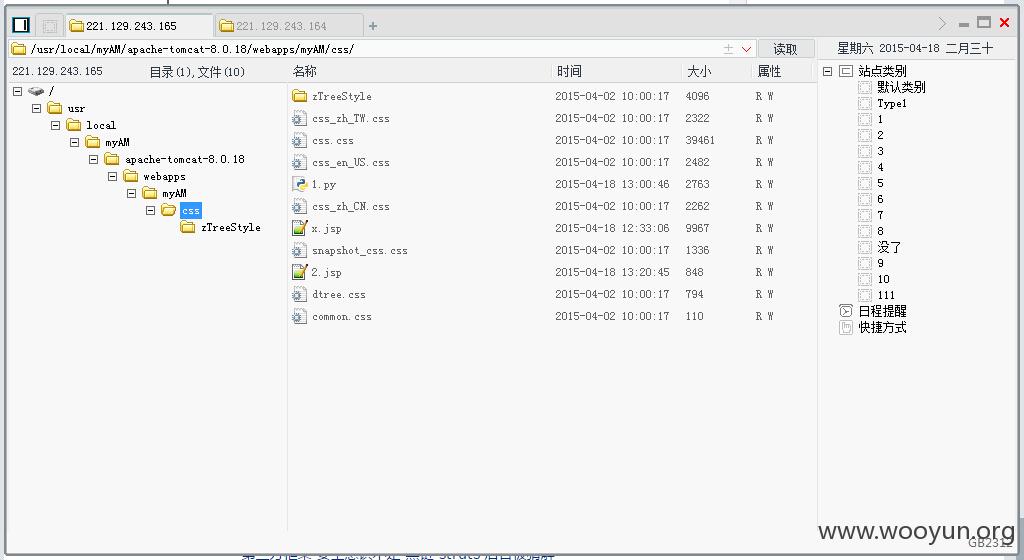 221.129.243.165
221.129.243.164
+
/usr/local/myAM/apache-tomcat-8.0.18/webapps/myAM/css/
读取
星期六 2015-04-18 二月三十
221.129.243.165 目录(1),文件(10)
名称 时间 大小 属性
/
usr
local
myAM
apache-tomcat-8.0.18
webapps
myAM
css
zTreeStyle
zTreeStyle 2015-04-02 10:00:17 4096 R W
css_zh_TW.css 2015-04-02 10:00:17 2322 R W
css.css 2015-04-02 10:00:17 39461 R W
css_en_US.css 2015-04-02 10:00:17 2482 R W
1.py 2015-04-18 13:00:46 2763 R W
css_zh_CN.css 2015-04-02 10:00:17 2262 R W
x.jsp 2015-04-18 12:33:06 9967 R W
snapshot_css.css 2015-04-02 10:00:17 1336 R W
2.jsp 2015-04-18 13:20:45 848 R W
dtree.css 2015-04-02 10:00:17 794 R W
common.css 2015-04-02 10:00:17 110 R W
站点类别
默认类别
Type1
1
2
3
4
5
6
7
8
没了
9
10
111
日程提醒
快捷方式
www.wooyun.org
GB2312